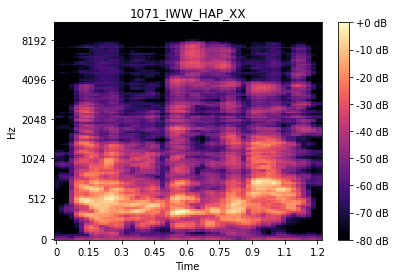 1071_IWW_HAP_XX
+0 dB
8192
-10 dB
4096
-20 dB
-30 dB
2048
Hz
-40 dB
1024
-50 dB
512
-60 dB
-70 dB
0
-80 dB
0 0.15 0.3 0.45 0.6 0.75 0.9 1.1 1.2
Time